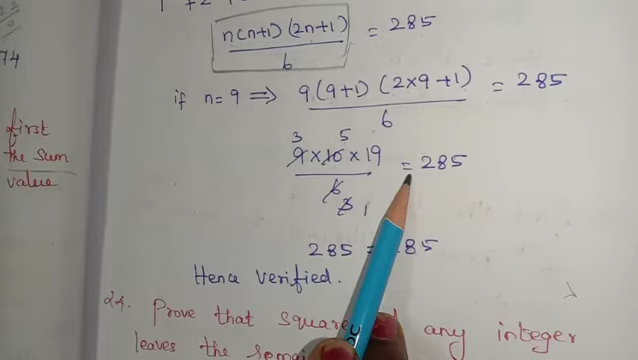 n(n+1)(2n+1) = 285
6
74
if n=9 ⟹ 9(9+1)(2×9+1) = 285
6
first
the sum
value
3 5
9×10×19 = 285
6
3 1
285 = 285
Hence verified.
24. Prove that square any integer
leaves the